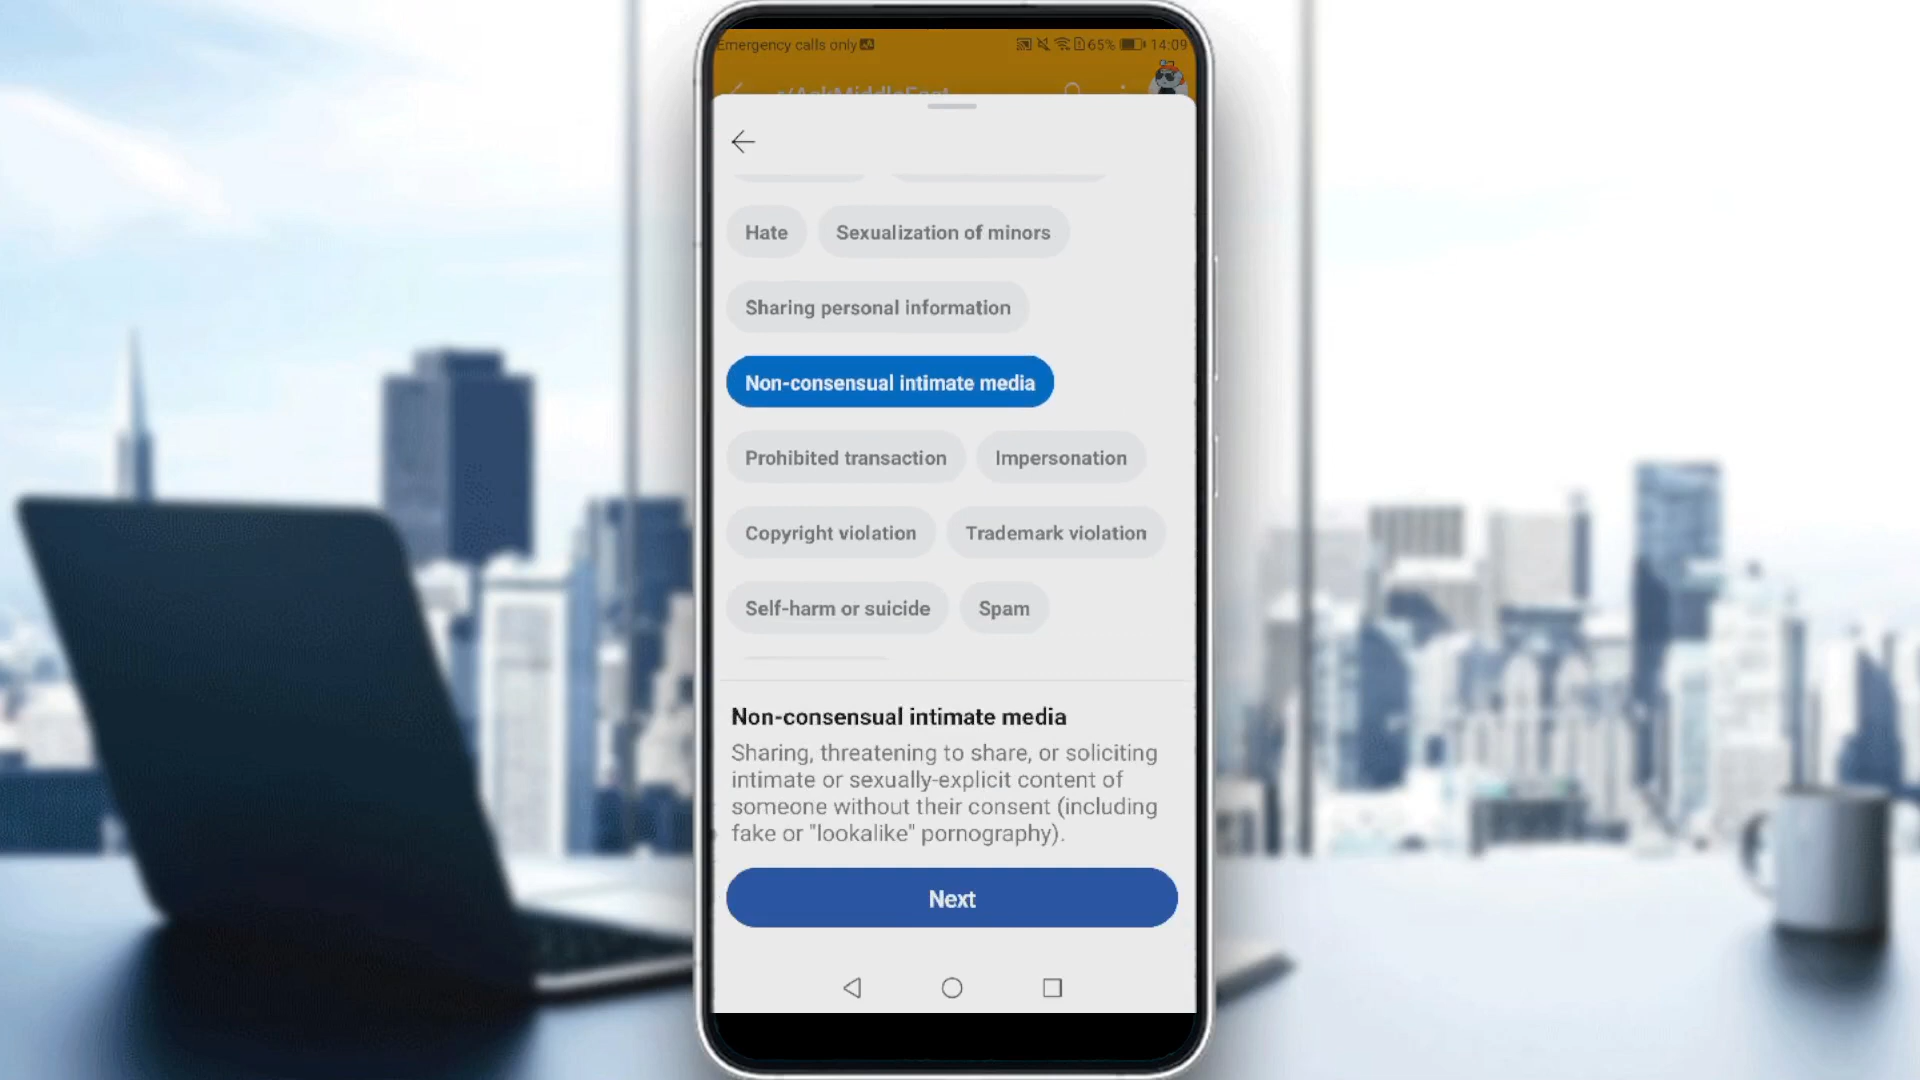 Emergency calls only
65% 14:09
r/AskMiddleEast
Hate Sexualization of minors
Sharing personal information
Non-consensual intimate media
Prohibited transaction Impersonation
Copyright violation Trademark violation
Self-harm or suicide Spam
Non-consensual intimate media
Sharing, threatening to share, or soliciting
intimate or sexually-explicit content of
someone without their consent (including
fake or "lookalike" pornography).
Next